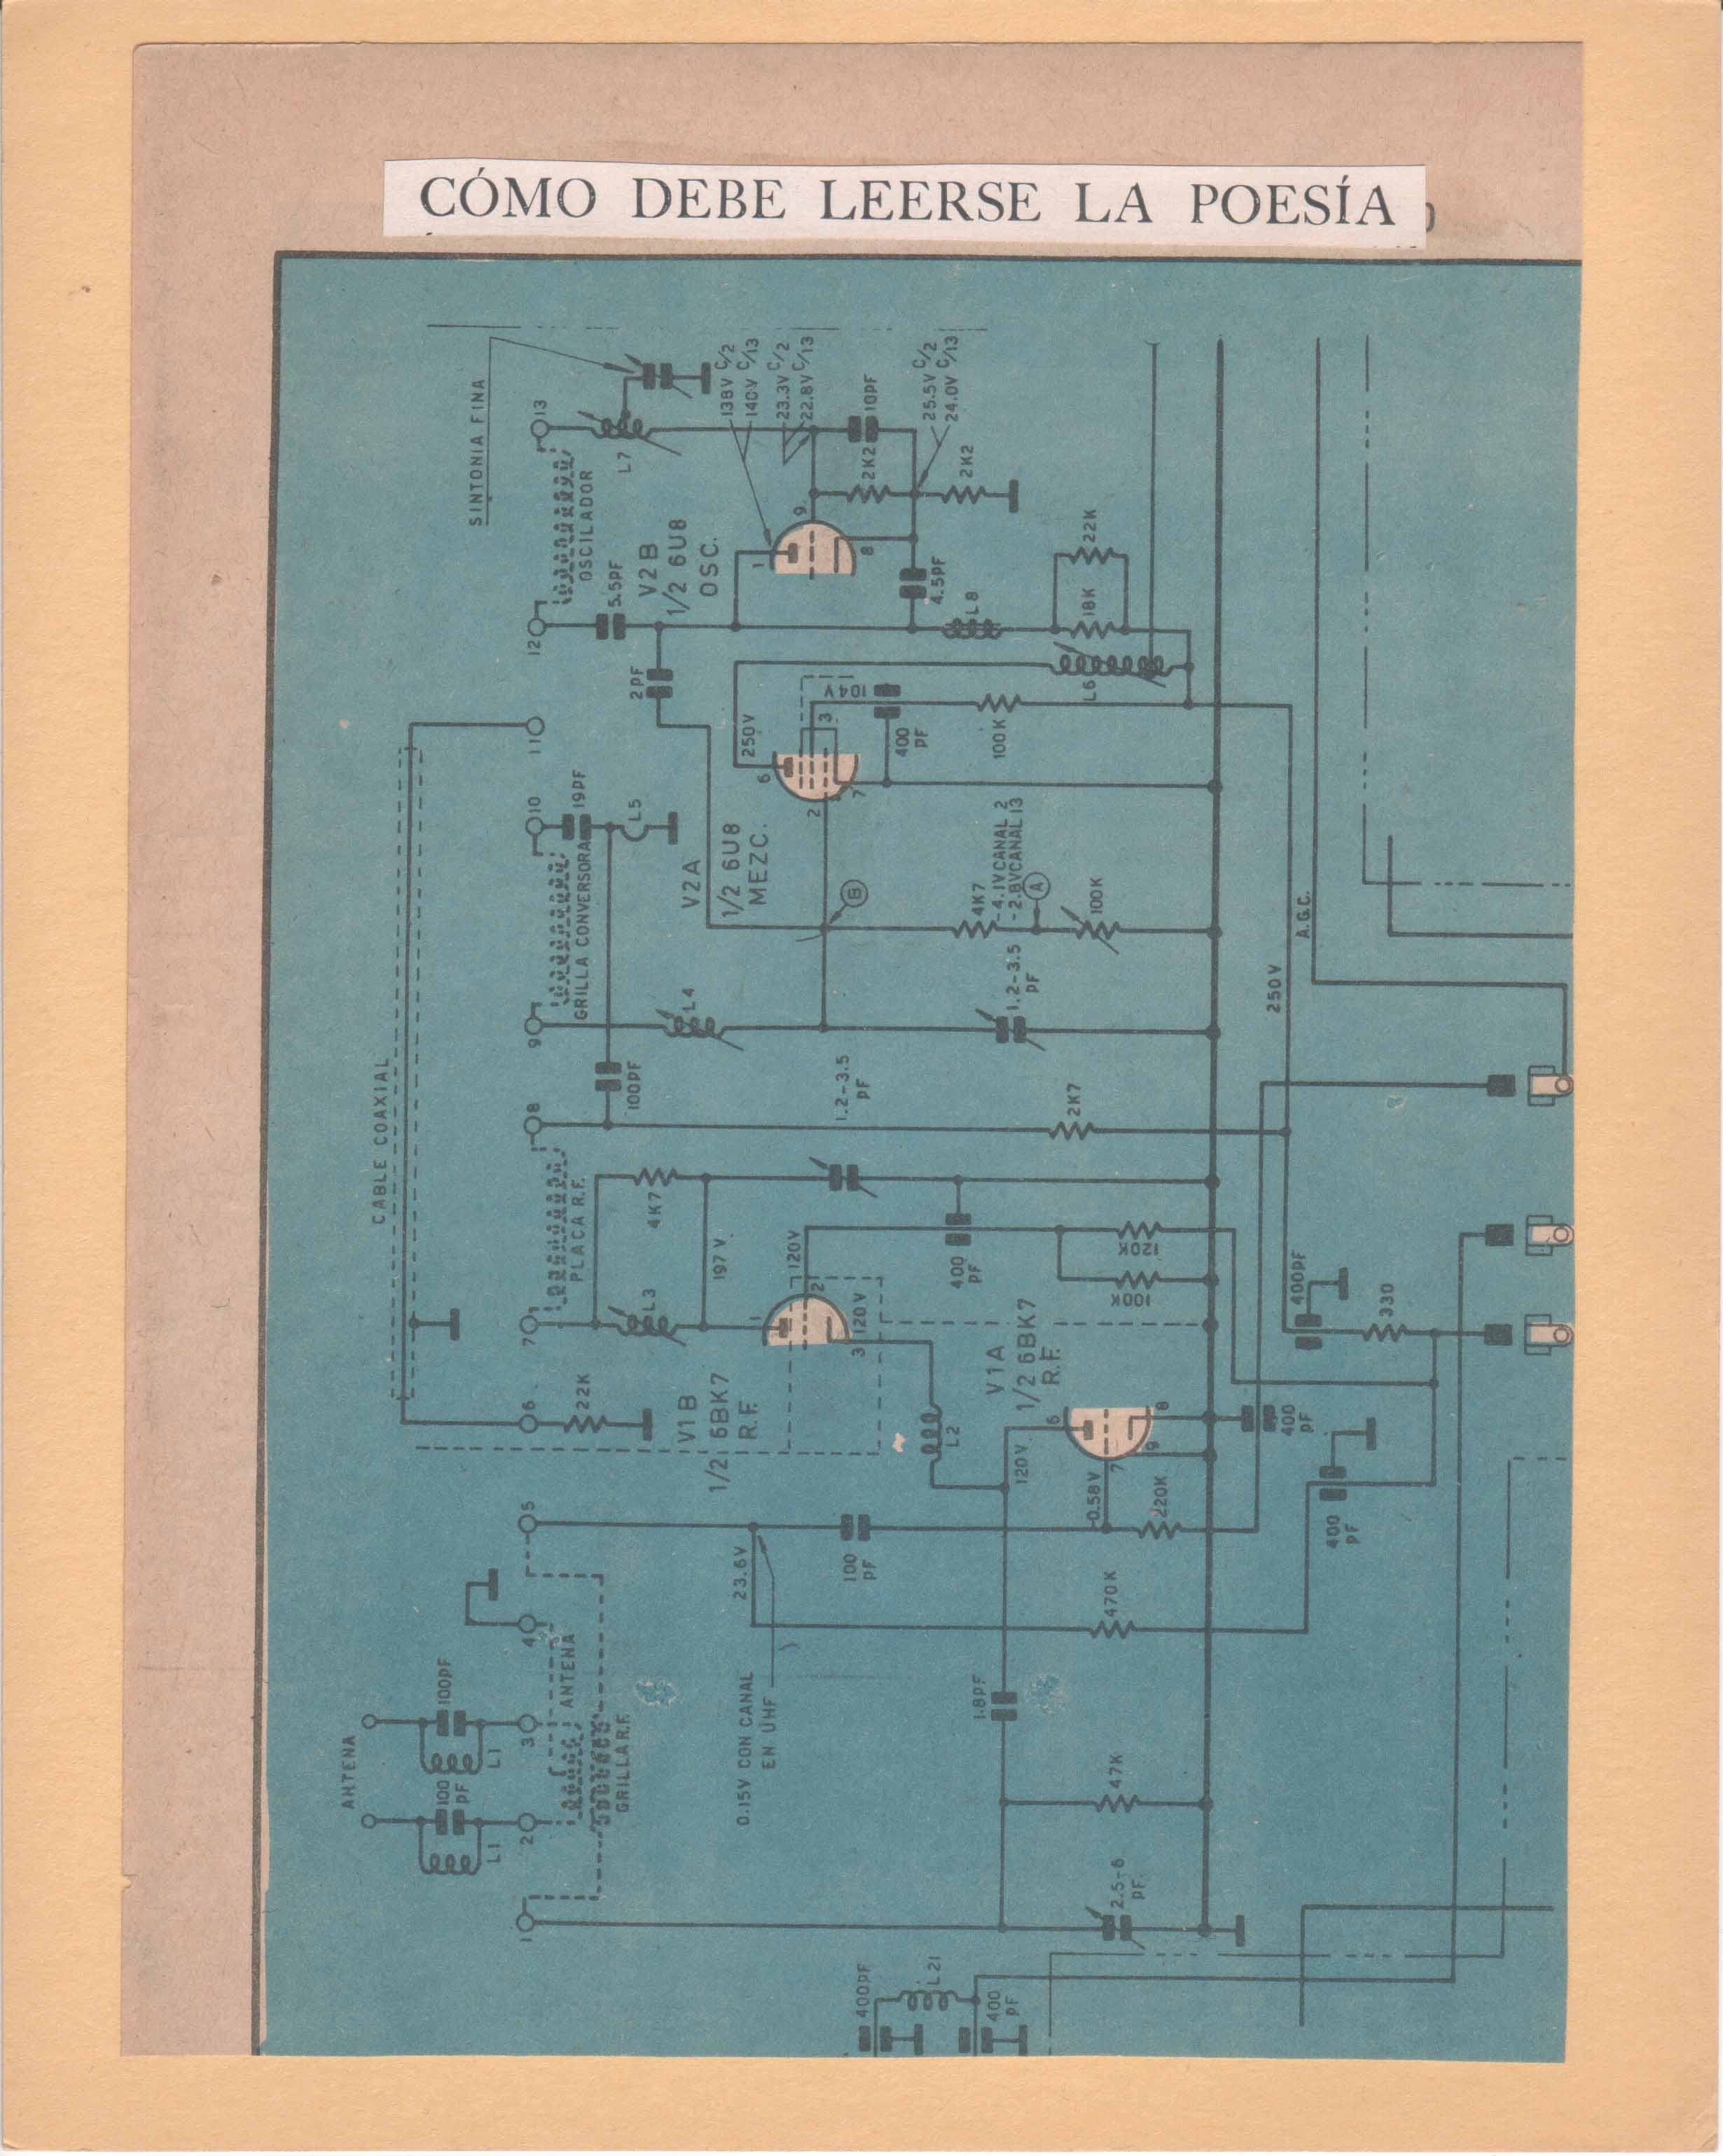 CÓMO DEBE LEERSE LA POESÍA
ANTENA
100
PF
100PF
L1
L1
1
2
3
4
5
ANTENA
GRILLA R.F.
0.15V CON CANAL
EN UHF
23.6V
100
PF
470K
1.8PF
47K
2.5-6
PF.
400PF
L21
400
PF
CABLE COAXIAL
6
22K
7
PLACA R.F.
8
L3
4K7
197 V.
V1B
1/2 6BK7
R.F.
1
2
3
120V
120V
L2
V1A
1/2 6BK7
R.F.
120V.
6
7
8
9
-0.58V
220K
400
PF
100K
120K
1.2-3.5
PF
2K7
400
PF
400
PF
400PF
330
9
GRILLA CONVERSORA
10
19PF
L5
11
100PF
L4
1.2-3.5
PF
V2A
1/2 6U8
MEZC.
B
4K7
-4.1VCANAL 2
-2.8VCANAL 13
A
100K
2
3
6
7
250V
104V
400
PF
100K
L6
250V
A.G.C.
SINTONIA FINA
12
OSCILADOR
13
L7
5.5PF
2PF
V2B
1/2 6U8
OSC.
1
8
9
138V C/2
140V C/13
23.3V C/2
22.8V C/13
10PF
2K2
25.5V C/2
24.0V C/13
2K2
4.5PF
L8
18K
22K